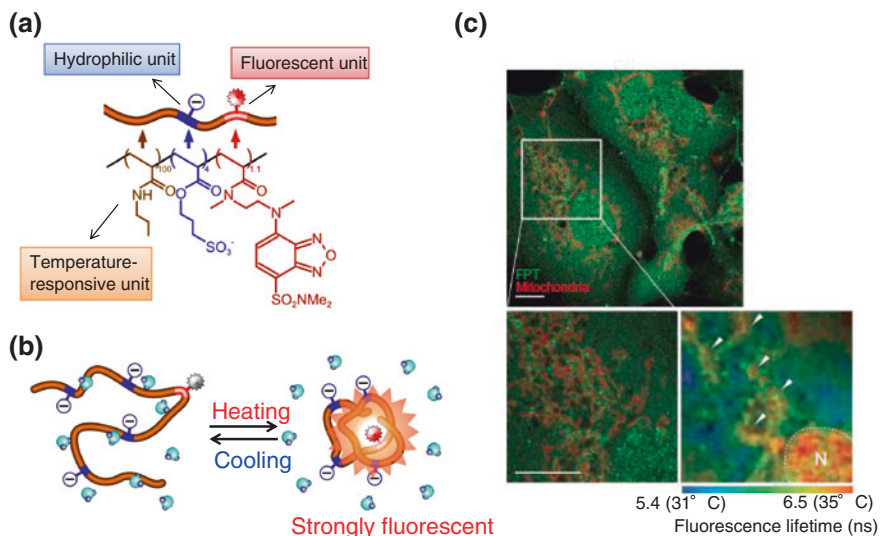 (a)
Hydrophilic unit
Fluorescent unit
100
4
1.1
NH
O
O
O
O
N
N
SO₃⁻
N
N
O
SO₂NMe₂
Temperature-
responsive unit
(b)
Heating
Cooling
Strongly fluorescent
(c)
FPT
Mitochondria
N
5.4 (31° C)
6.5 (35° C)
Fluorescence lifetime (ns)